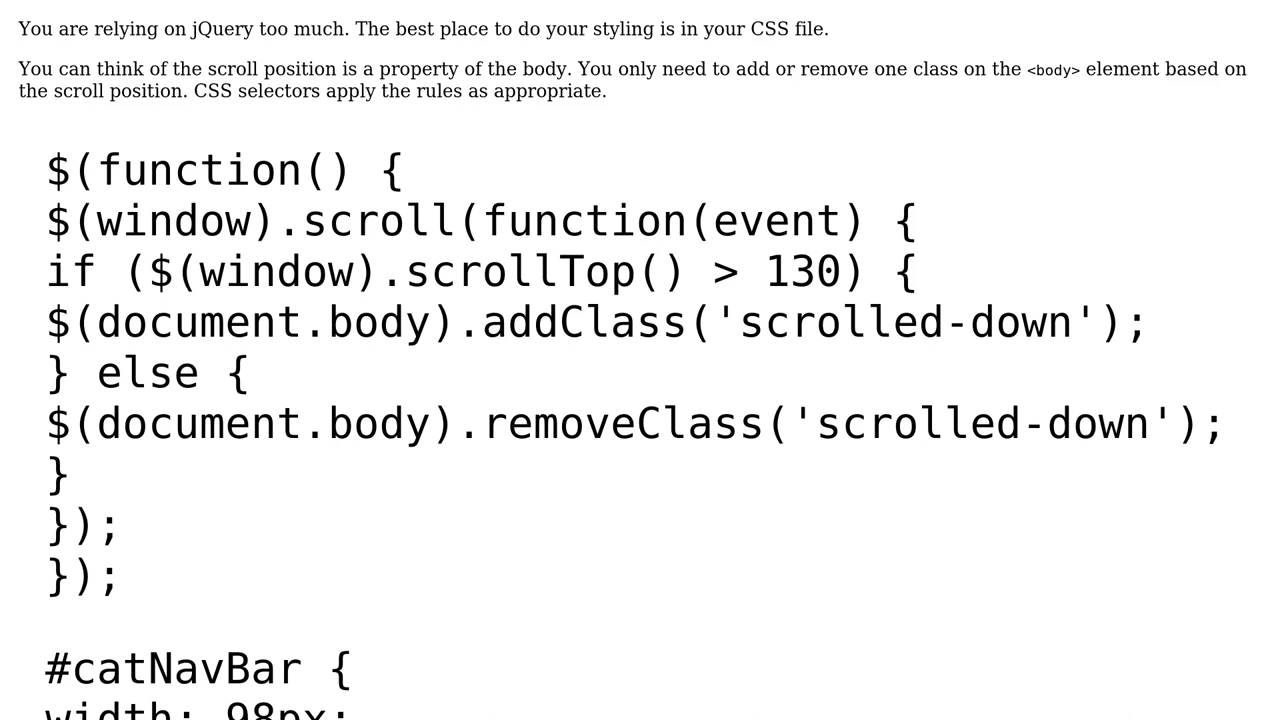 You are relying on jQuery too much. The best place to do your styling is in your CSS file.
You can think of the scroll position is a property of the body. You only need to add or remove one class on the <body> element based on
the scroll position. CSS selectors apply the rules as appropriate.
$(function() {
$(window).scroll(function(event) {
if ($(window).scrollTop() > 130) {
$(document.body).addClass('scrolled-down');
} else {
$(document.body).removeClass('scrolled-down');
}
});
});
#catNavBar {
width: 98px;